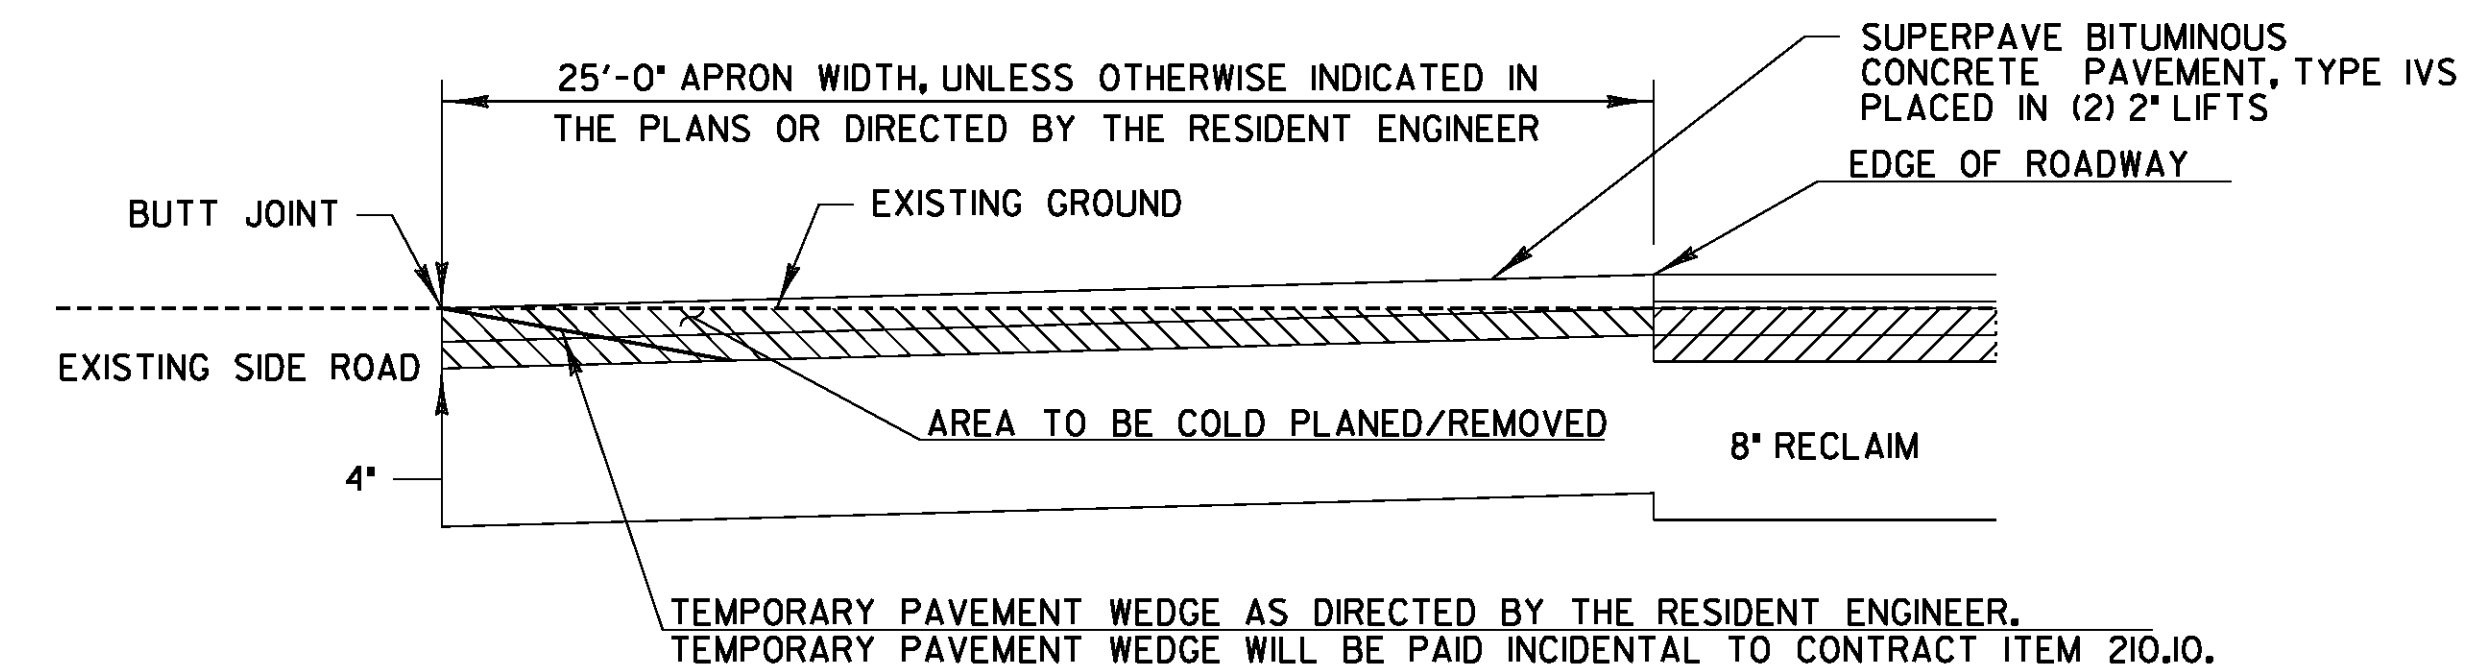 SUPERPAVE BITUMINOUS
CONCRETE PAVEMENT, TYPE IVS
PLACED IN (2) 2" LIFTS
25'-0" APRON WIDTH, UNLESS OTHERWISE INDICATED IN
THE PLANS OR DIRECTED BY THE RESIDENT ENGINEER
EDGE OF ROADWAY
EXISTING GROUND
BUTT JOINT
EXISTING SIDE ROAD
AREA TO BE COLD PLANED/REMOVED
8" RECLAIM
4"
TEMPORARY PAVEMENT WEDGE AS DIRECTED BY THE RESIDENT ENGINEER.
TEMPORARY PAVEMENT WEDGE WILL BE PAID INCIDENTAL TO CONTRACT ITEM 210.10.